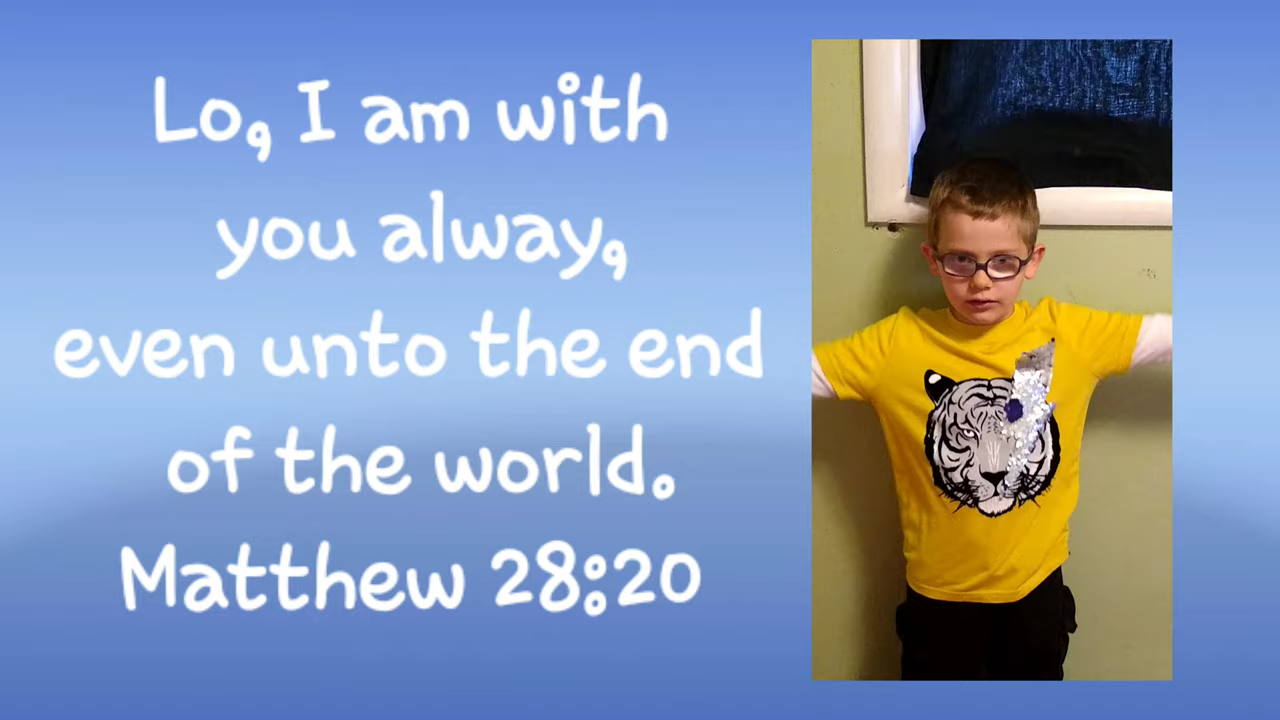 Lo, I am with
you alway,
even unto the end
of the world.
Matthew 28:20